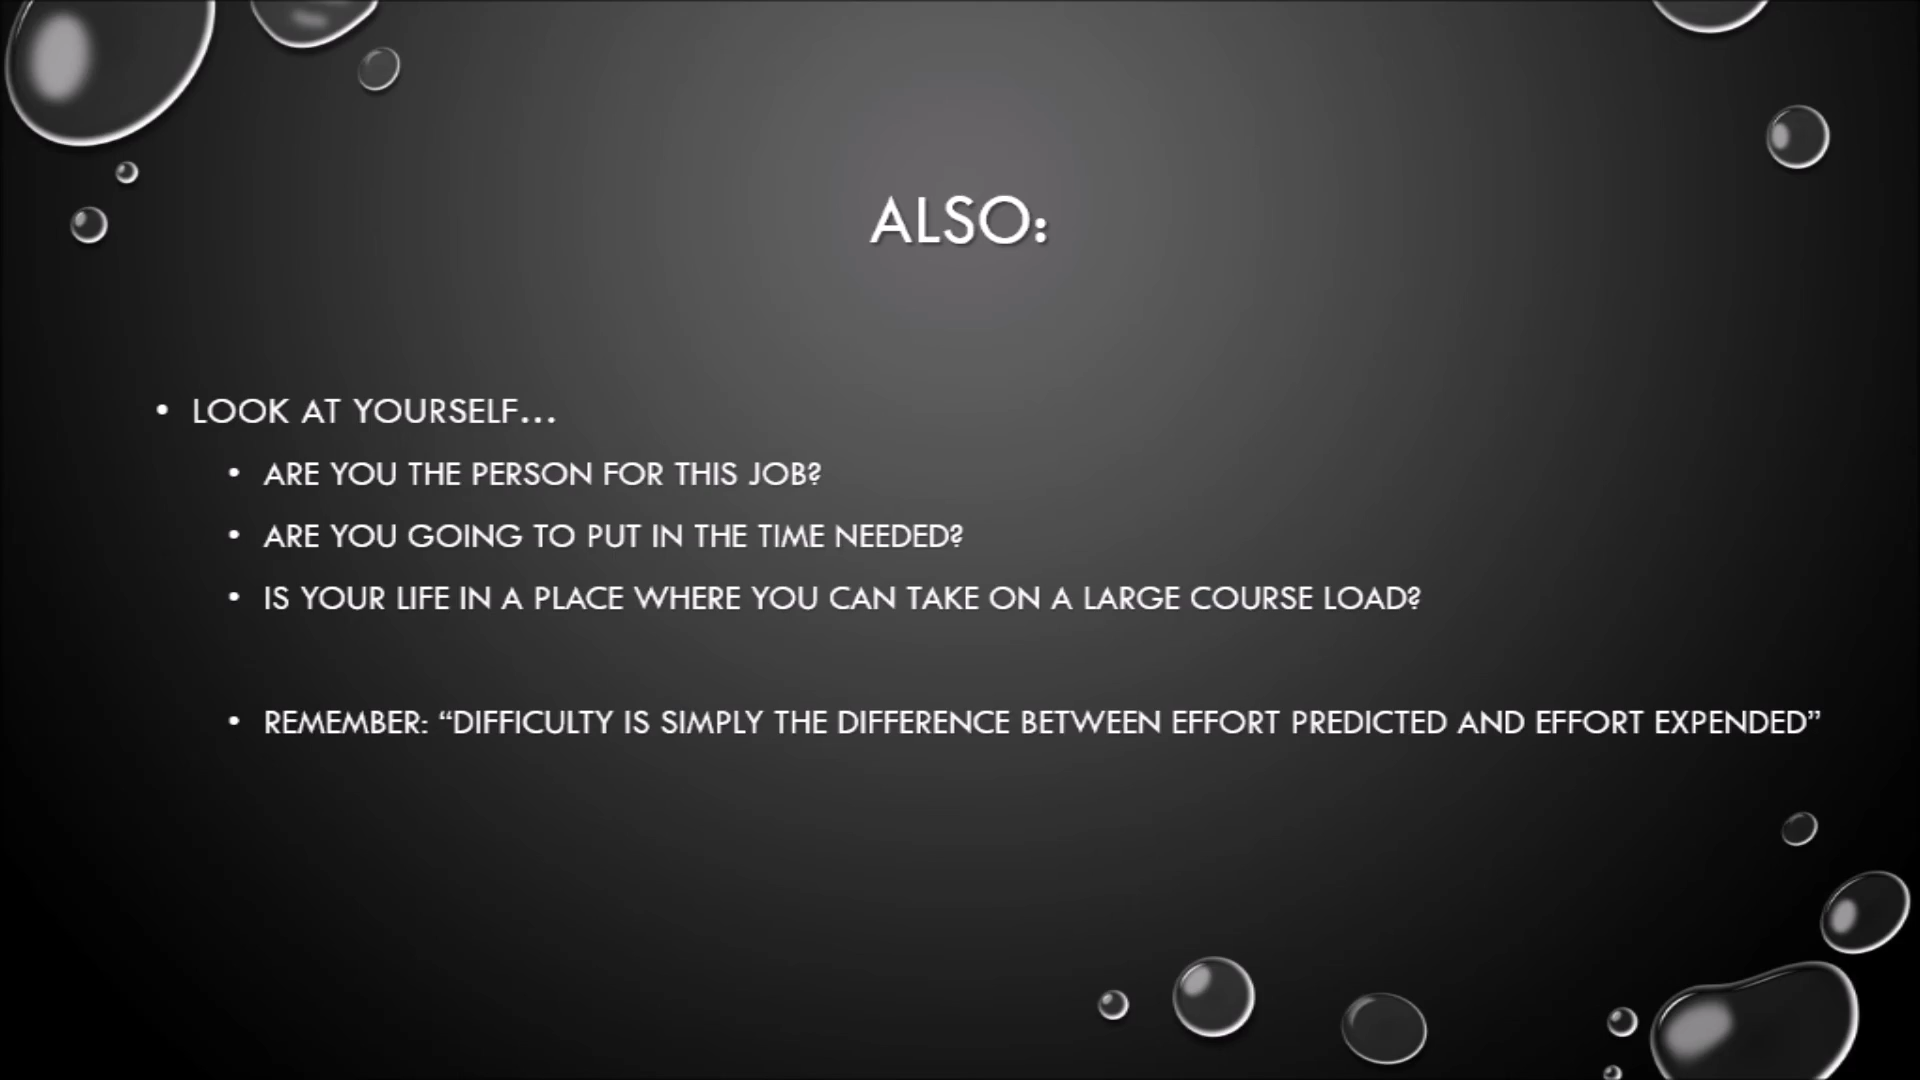 ALSO:
• LOOK AT YOURSELF...
• ARE YOU THE PERSON FOR THIS JOB?
• ARE YOU GOING TO PUT IN THE TIME NEEDED?
• IS YOUR LIFE IN A PLACE WHERE YOU CAN TAKE ON A LARGE COURSE LOAD?
• REMEMBER: “DIFFICULTY IS SIMPLY THE DIFFERENCE BETWEEN EFFORT PREDICTED AND EFFORT EXPENDED”